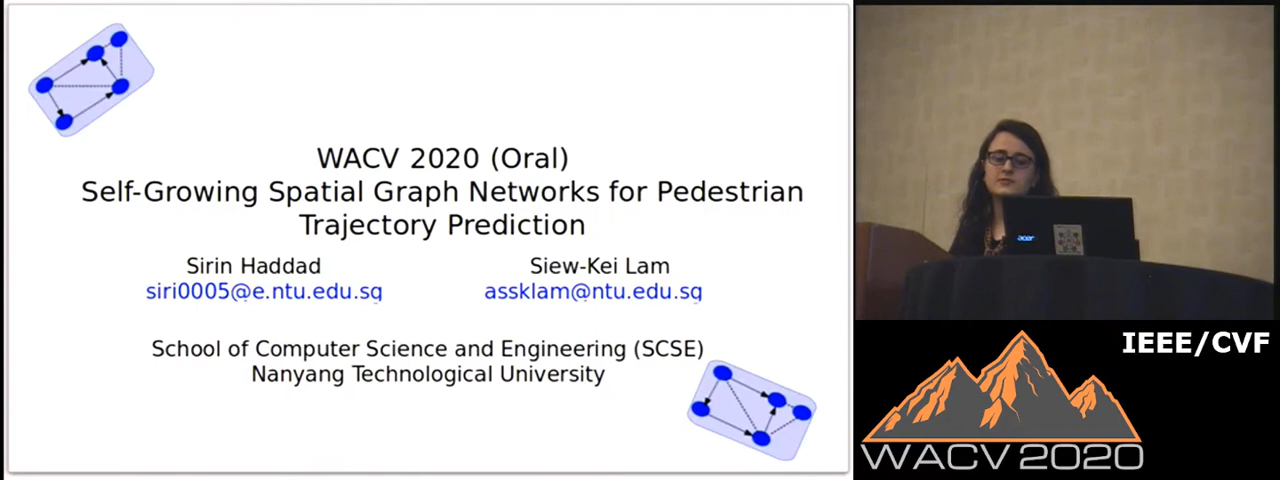 WACV 2020 (Oral)
Self-Growing Spatial Graph Networks for Pedestrian
Trajectory Prediction
Sirin Haddad
Siew-Kei Lam
siri0005@e.ntu.edu.sg
assklam@ntu.edu.sg
School of Computer Science and Engineering (SCSE)
Nanyang Technological University
acer
IEEE/CVF
WACV 2020